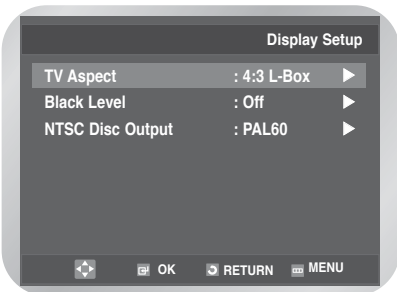 Display Setup
TV Aspect : 4:3 L-Box
Black Level : Off
NTSC Disc Output : PAL60
OK RETURN MENU